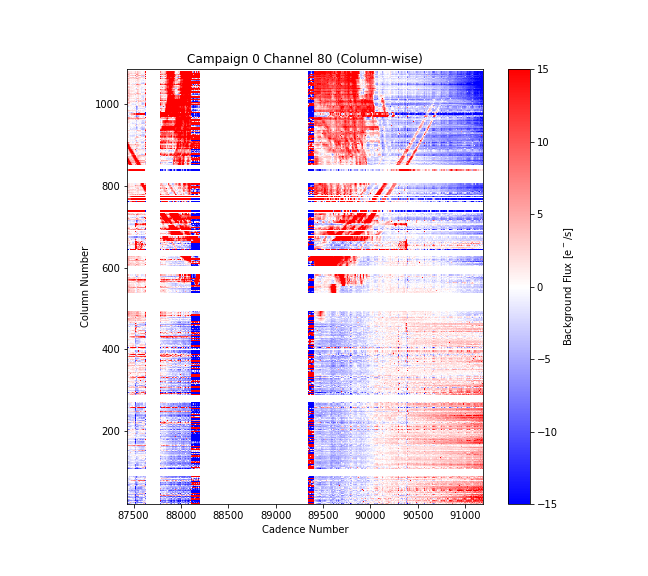 Campaign 0 Channel 80 (Column-wise)
1000
800
600
400
200
Column Number
87500 88000 88500 89000 89500 90000 90500 91000
Cadence Number
15
10
5
0
−5
−10
−15
Background Flux [e⁻/s]